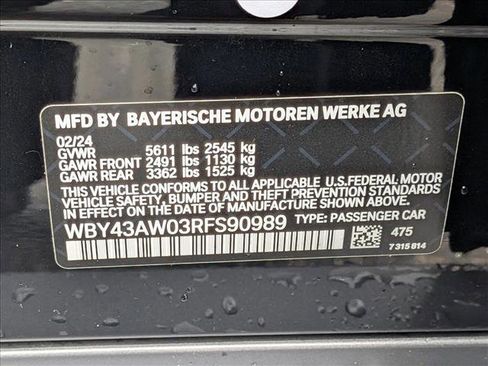 MFD BY BAYERISCHE MOTOREN WERKE AG
02/24
GVWR 5611 lbs 2545 kg
GAWR FRONT 2491 lbs 1130 kg
GAWR REAR 3362 lbs 1525 kg
THIS VEHICLE CONFORMS TO ALL APPLICABLE U.S.FEDERAL MOTOR
VEHICLE SAFETY, BUMPER AND THEFT PREVENTION STANDARDS
IN EFFECT ON THE DATE OF MANUFACTURE SHOWN ABOVE.
WBY43AW03RFS90989 TYPE: PASSENGER CAR
475
7315814